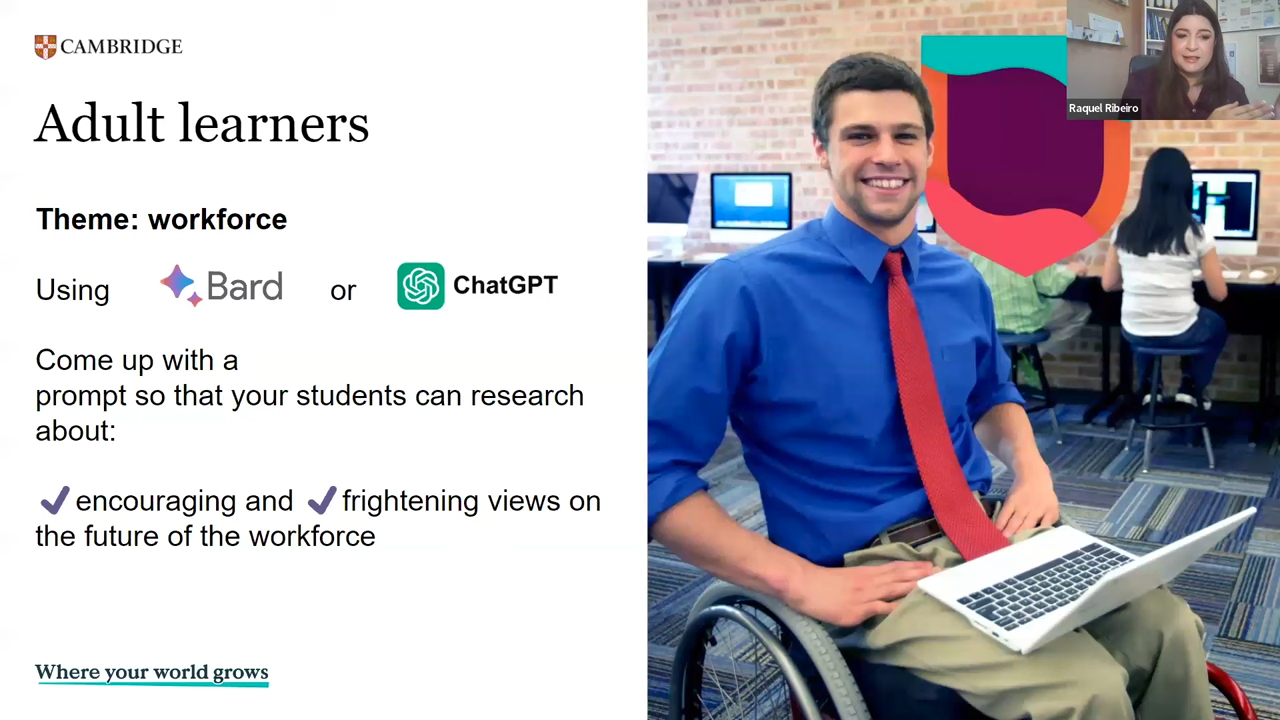 CAMBRIDGE
Adult learners
Theme: workforce
Using Bard or ChatGPT
Come up with a
prompt so that your students can research
about:
encouraging and frightening views on
the future of the workforce
Where your world grows
Raquel Ribeiro